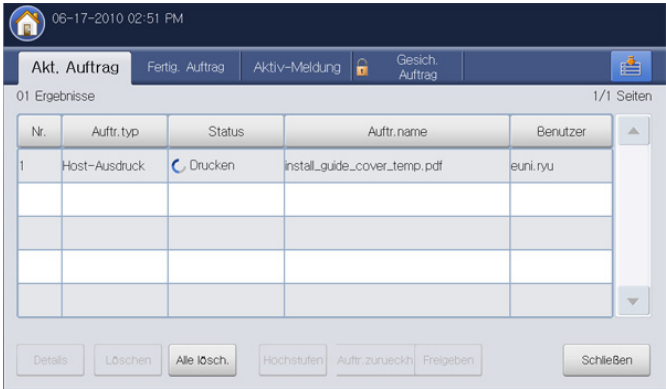 06-17-2010 02:51 PM
Akt. Auftrag Fertig. Auftrag Aktiv-Meldung Gesich. Auftrag
01 Ergebnisse 1/1 Seiten
Nr. Auftr.typ Status Auftr.name Benutzer
1 Host-Ausdruck Drucken install_guide_cover_temp.pdf euni.ryu
Details Löschen Alle lösch. Hochstufen Auftr.zurueckh Freigeben Schließen